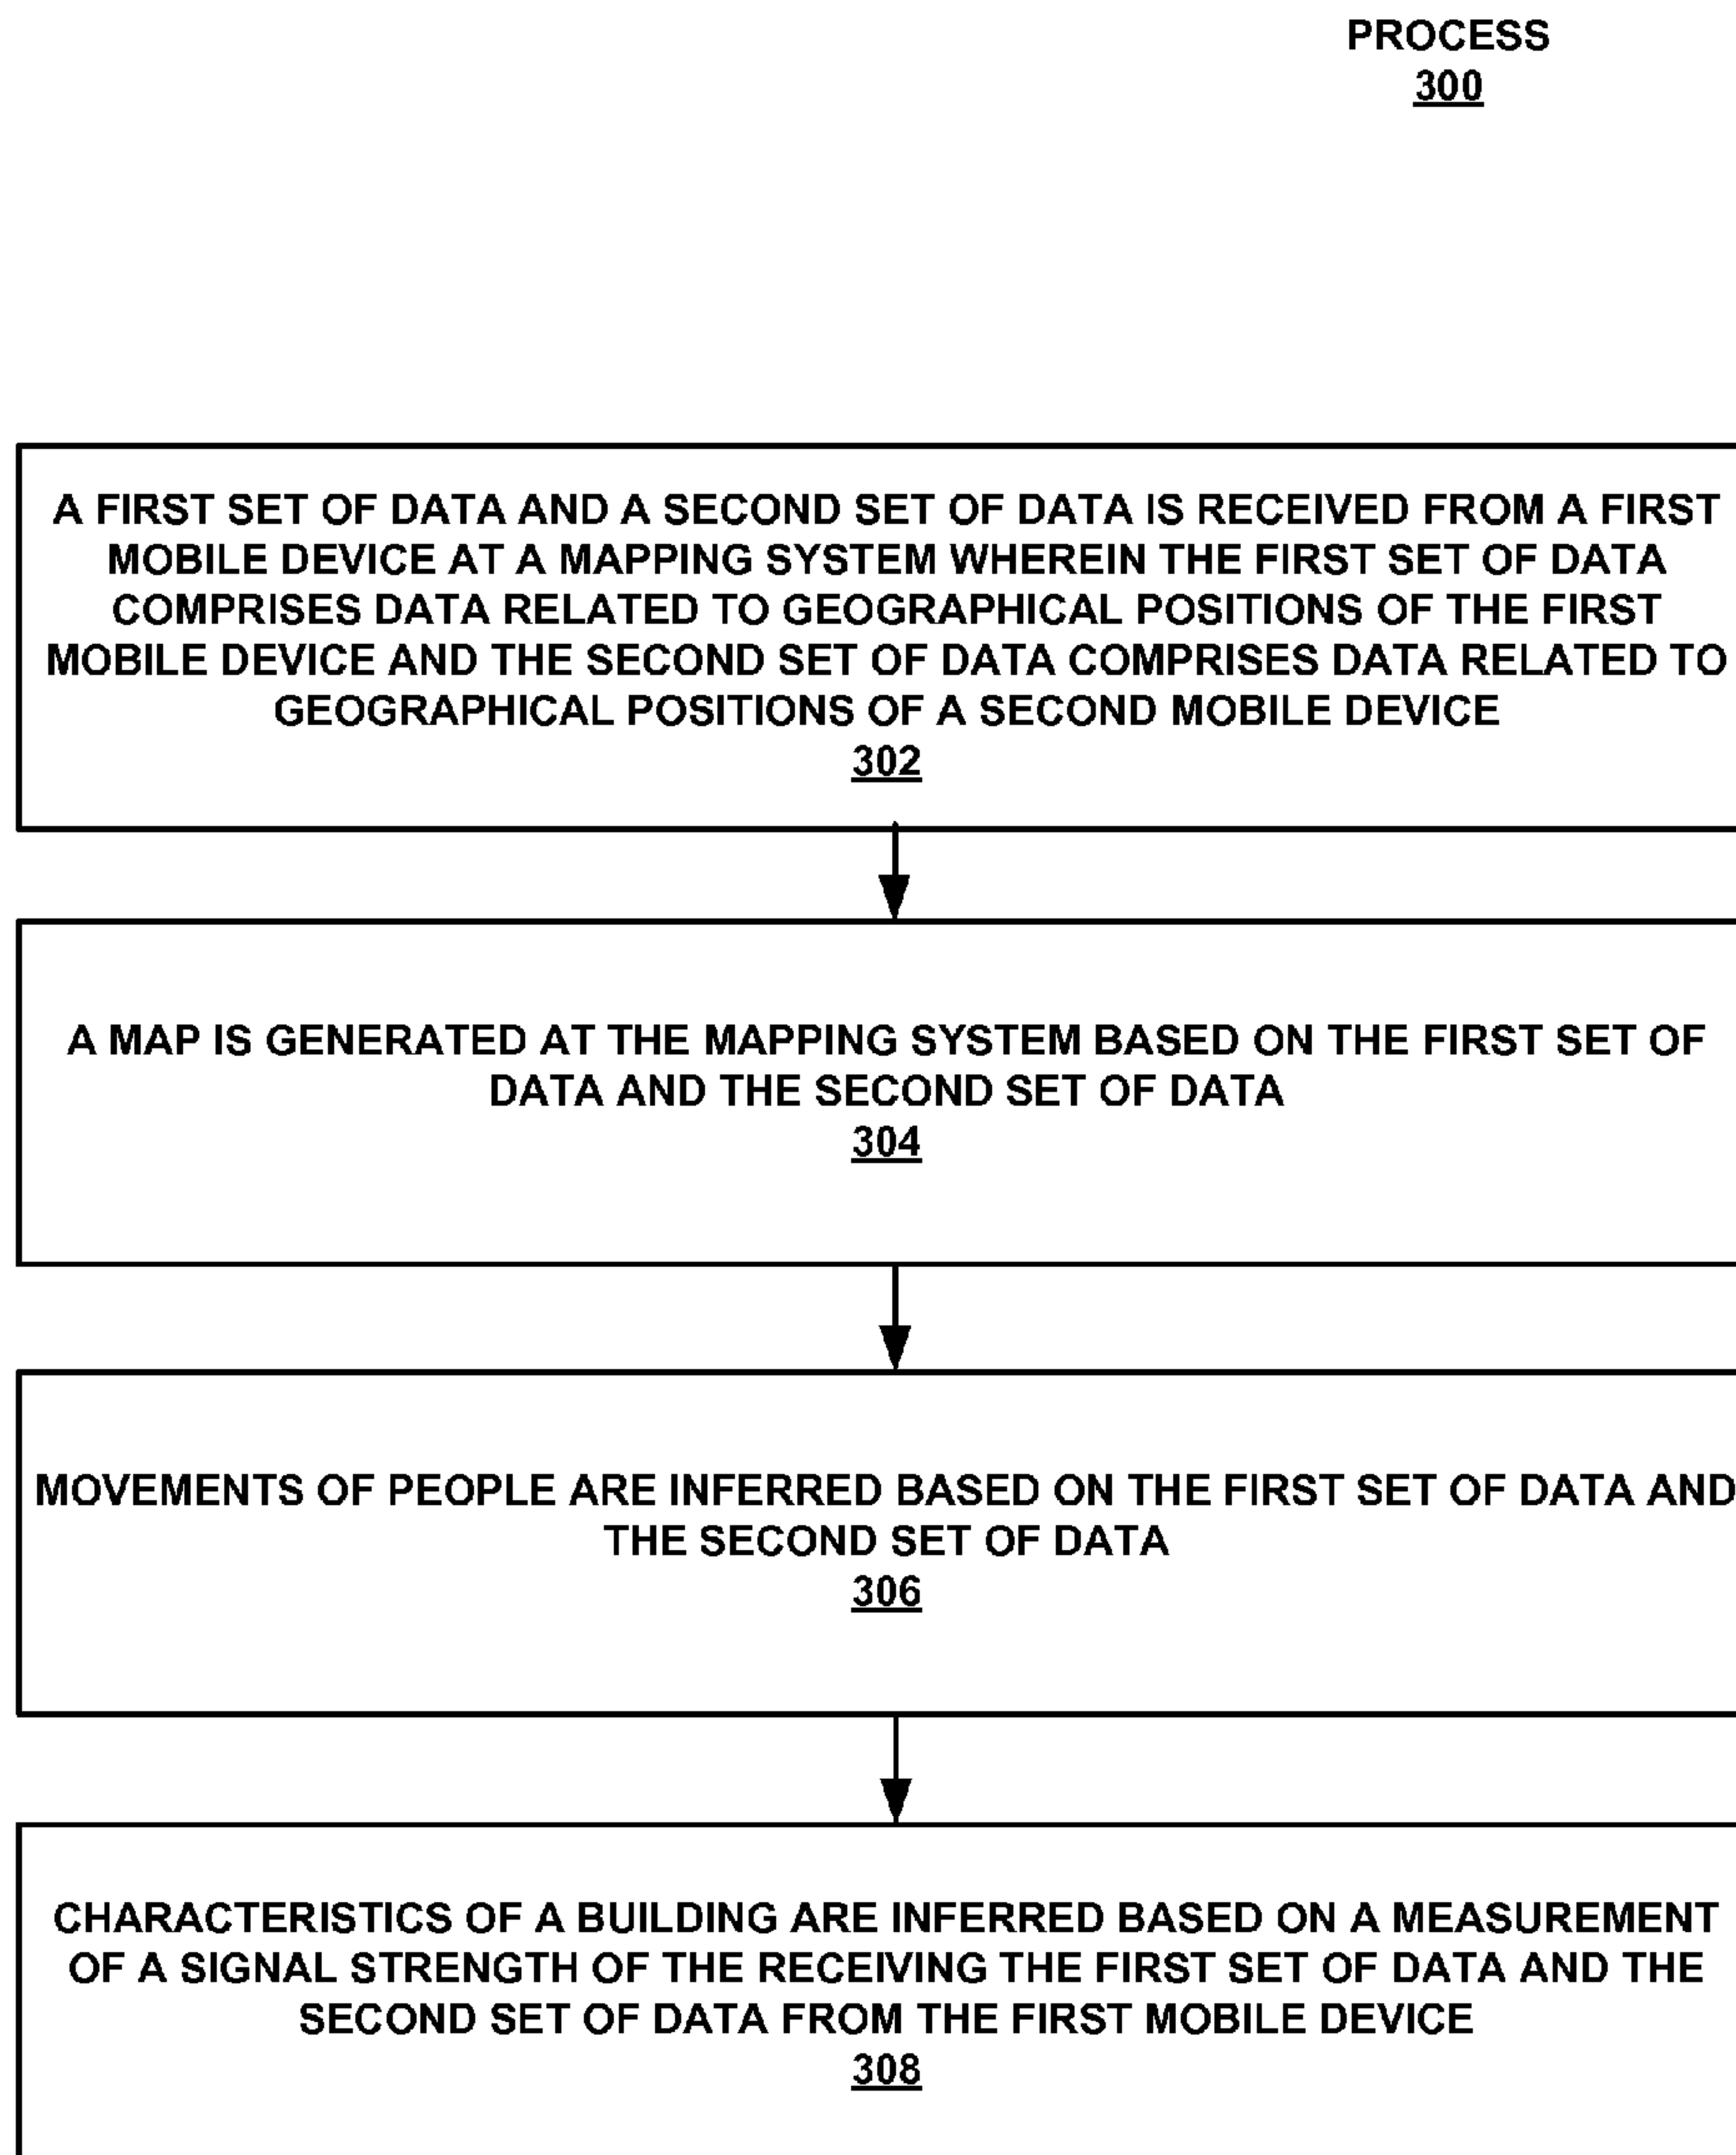 PROCESS
300
A FIRST SET OF DATA AND A SECOND SET OF DATA IS RECEIVED FROM A FIRST
MOBILE DEVICE AT A MAPPING SYSTEM WHEREIN THE FIRST SET OF DATA
COMPRISES DATA RELATED TO GEOGRAPHICAL POSITIONS OF THE FIRST
MOBILE DEVICE AND THE SECOND SET OF DATA COMPRISES DATA RELATED TO
GEOGRAPHICAL POSITIONS OF A SECOND MOBILE DEVICE
302
A MAP IS GENERATED AT THE MAPPING SYSTEM BASED ON THE FIRST SET OF
DATA AND THE SECOND SET OF DATA
304
MOVEMENTS OF PEOPLE ARE INFERRED BASED ON THE FIRST SET OF DATA AND
THE SECOND SET OF DATA
306
CHARACTERISTICS OF A BUILDING ARE INFERRED BASED ON A MEASUREMENT
OF A SIGNAL STRENGTH OF THE RECEIVING THE FIRST SET OF DATA AND THE
SECOND SET OF DATA FROM THE FIRST MOBILE DEVICE
308